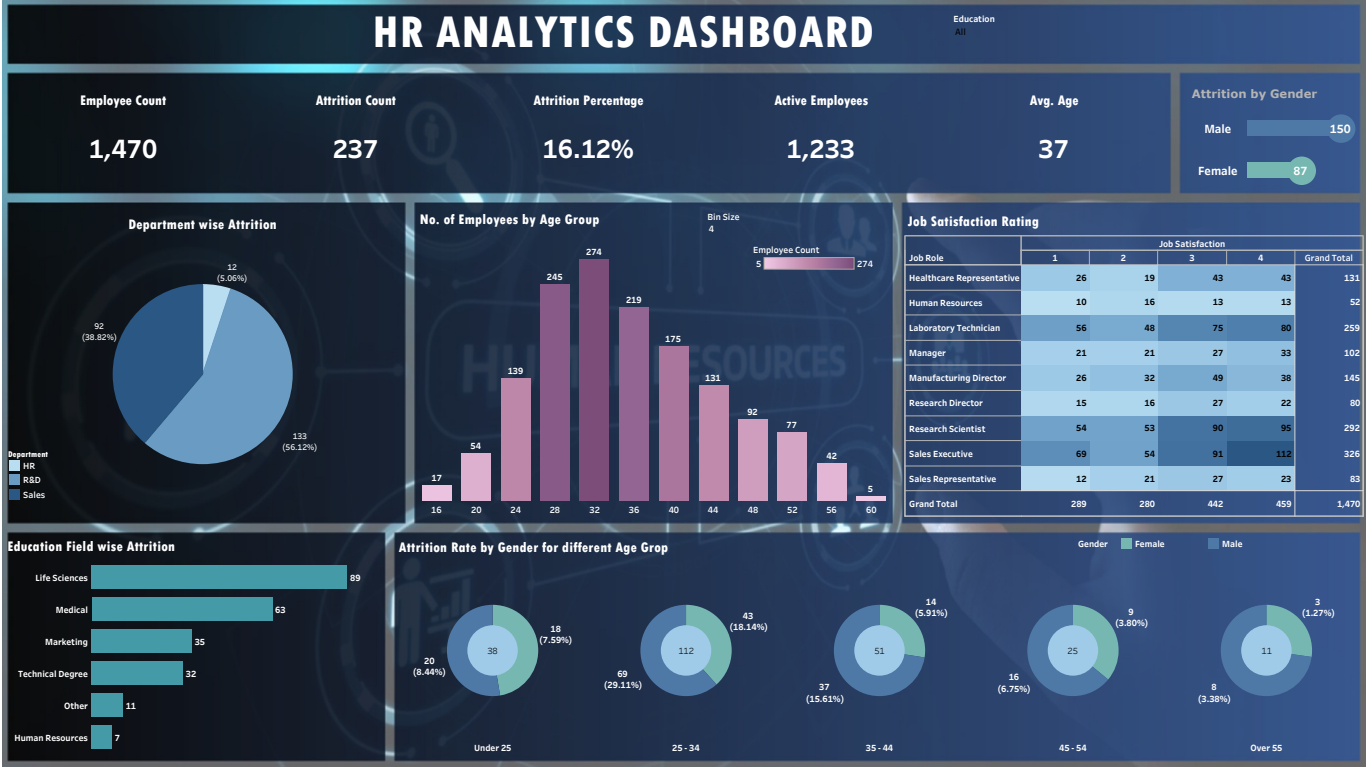 HR ANALYTICS DASHBOARD
Education
All
Employee Count
1,470
Attrition Count
237
Attrition Percentage
16.12%
Active Employees
1,233
Avg. Age
37
Attrition by Gender
Male 150
Female 87
Department wise Attrition
12
(5.06%)
92
(38.82%)
133
(56.12%)
Department
HR
R&D
Sales
No. of Employees by Age Group
Bin Size
4
Employee Count
5 274
17 54 139 245 274 219 175 131 92 77 42 5
16 20 24 28 32 36 40 44 48 52 56 60
HUMAN RESOURCES
Job Satisfaction Rating
Job Satisfaction
Job Role 1 2 3 4 Grand Total
Healthcare Representative 26 19 43 43 131
Human Resources 10 16 13 13 52
Laboratory Technician 56 48 75 80 259
Manager 21 21 27 33 102
Manufacturing Director 26 32 49 38 145
Research Director 15 16 27 22 80
Research Scientist 54 53 90 95 292
Sales Executive 69 54 91 112 326
Sales Representative 12 21 27 23 83
Grand Total 289 280 442 459 1,470
Education Field wise Attrition
Life Sciences 89
Medical 63
Marketing 35
Technical Degree 32
Other 11
Human Resources 7
Attrition Rate by Gender for different Age Grop
Gender Female Male
18
(7.59%)
38
20
(8.44%)
Under 25
43
(18.14%)
112
69
(29.11%)
25 - 34
14
(5.91%)
51
37
(15.61%)
35 - 44
9
(3.80%)
25
16
(6.75%)
45 - 54
3
(1.27%)
11
8
(3.38%)
Over 55